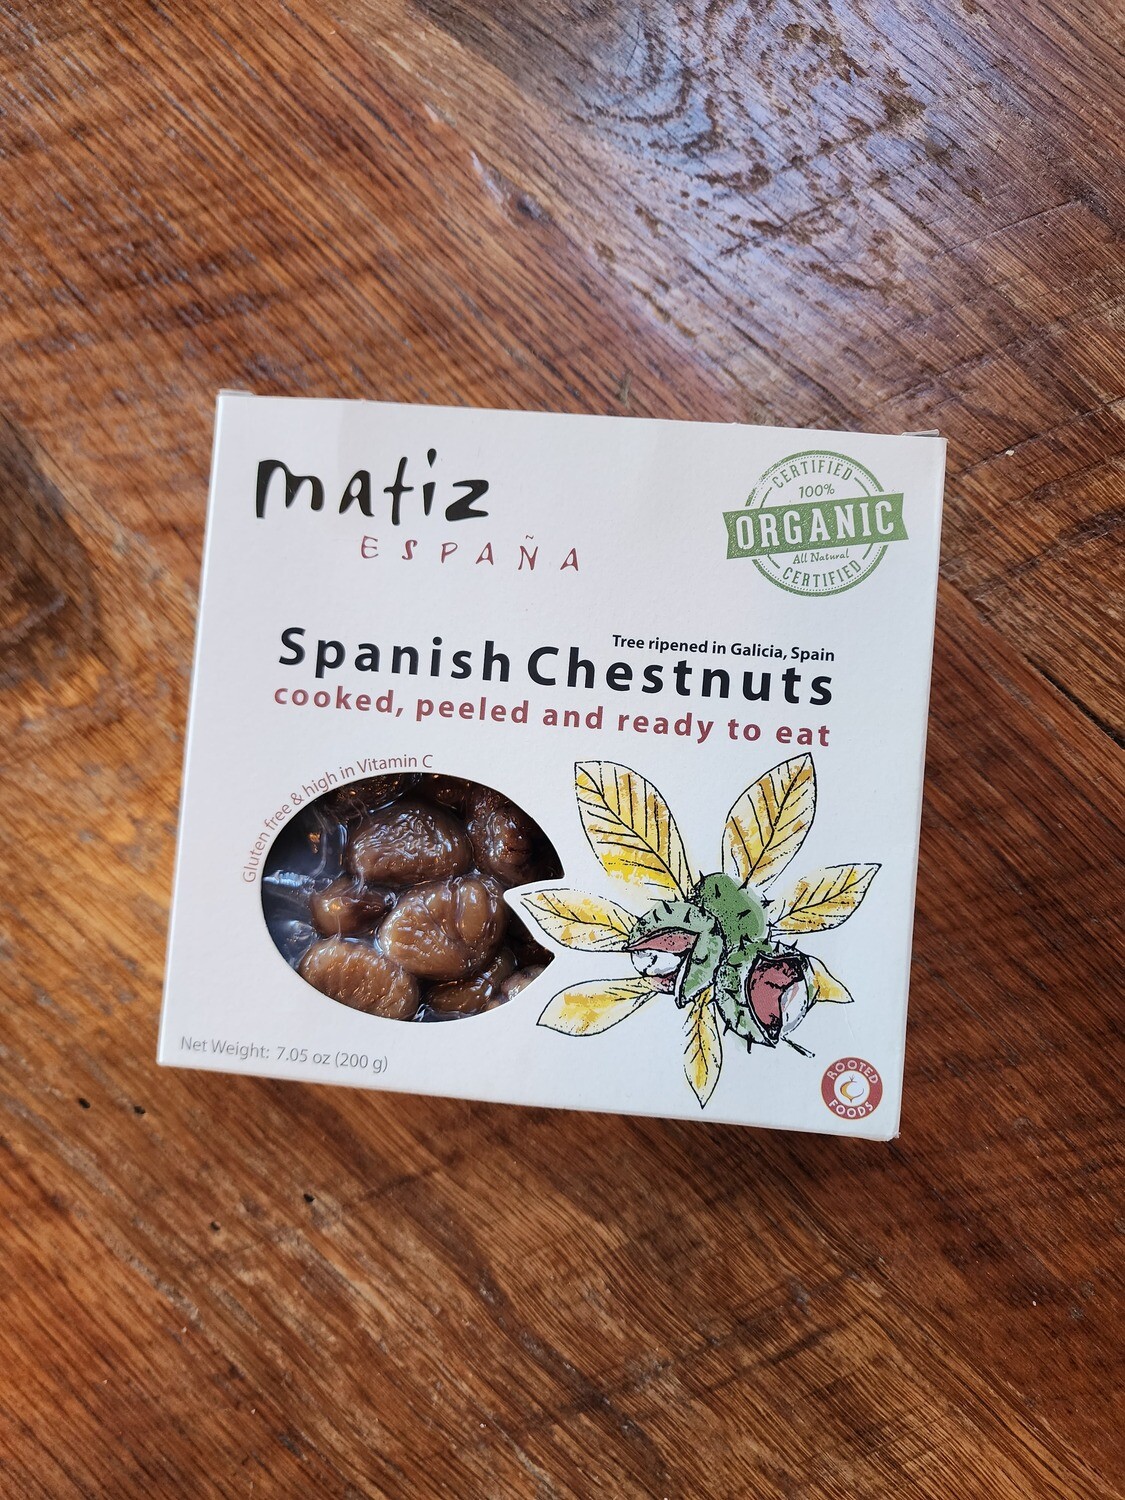 matiz
ESPAÑA
CERTIFIED
100%
ORGANIC
All Natural
CERTIFIED
Tree ripened in Galicia, Spain
Spanish Chestnuts
cooked, peeled and ready to eat
Gluten free & high in Vitamin C
Net Weight: 7.05 oz (200 g)
ROOTED
FOODS